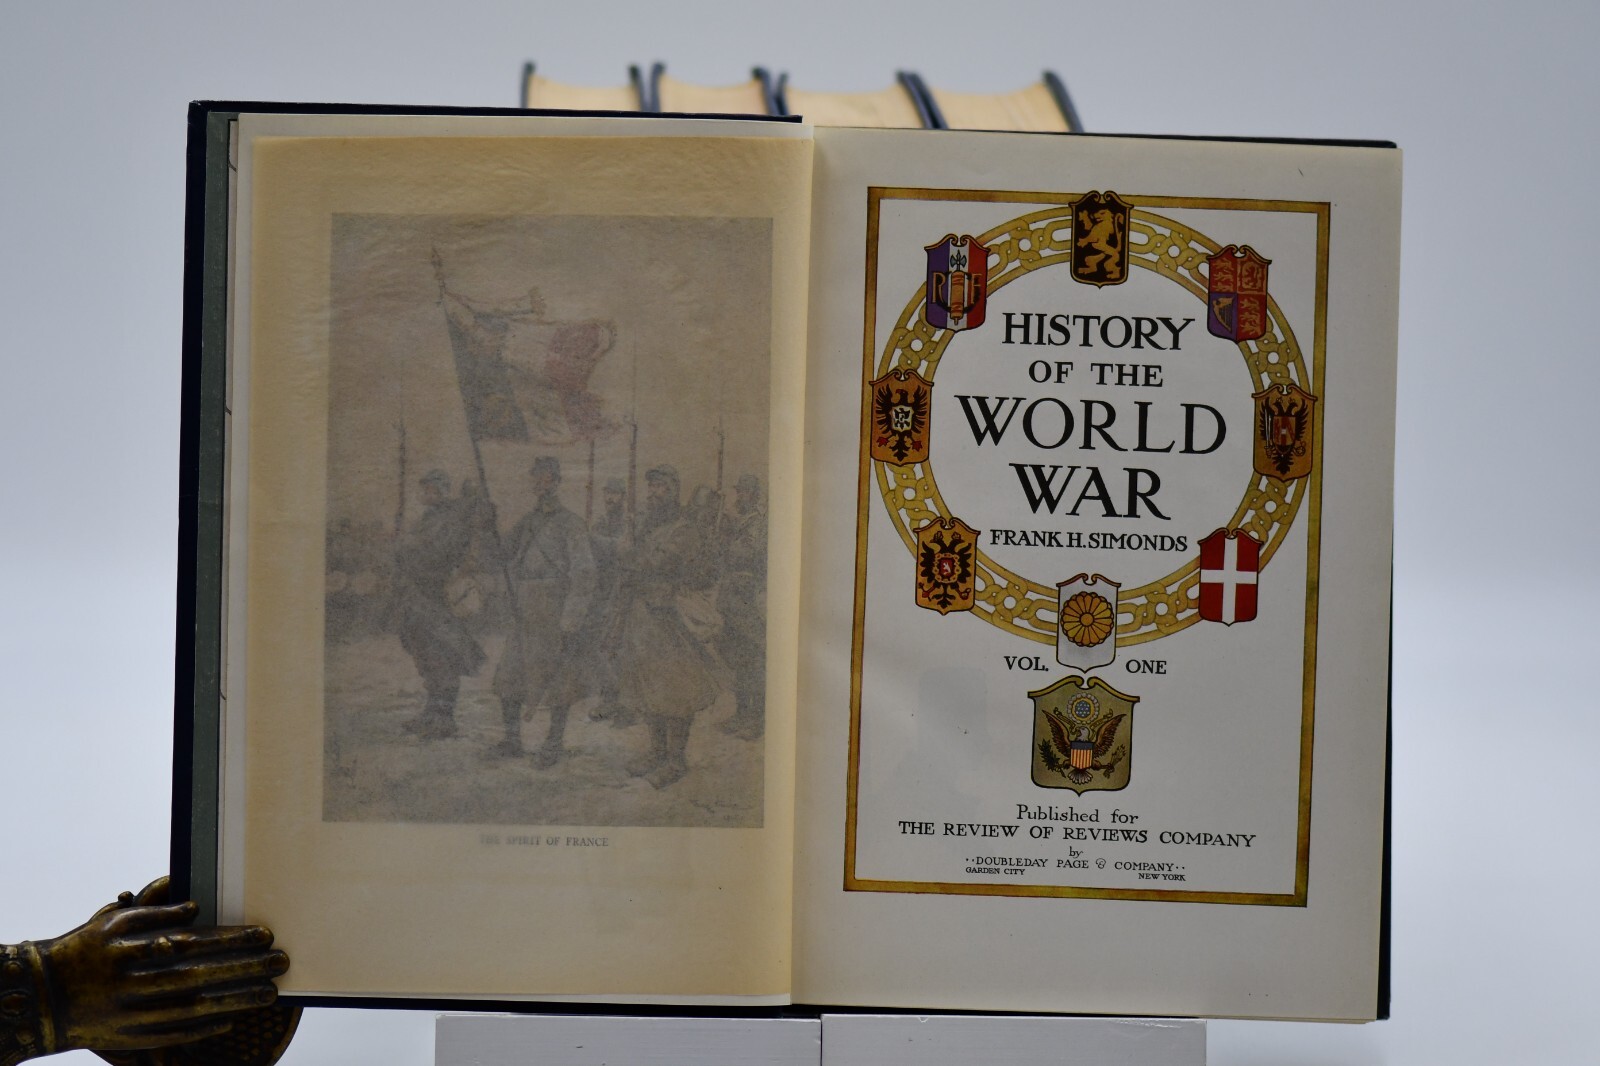 THE SPIRIT OF FRANCE
R F
HISTORY
OF THE
WORLD
WAR
FRANK H. SIMONDS
VOL. ONE
Published for
THE REVIEW OF REVIEWS COMPANY
by
··DOUBLEDAY PAGE & COMPANY··
GARDEN CITY NEW YORK